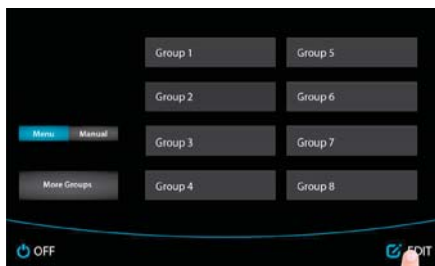 Group 1
Group 5
Group 2
Group 6
Menu
Manual
Group 3
Group 7
More Groups
Group 4
Group 8
OFF
EDIT